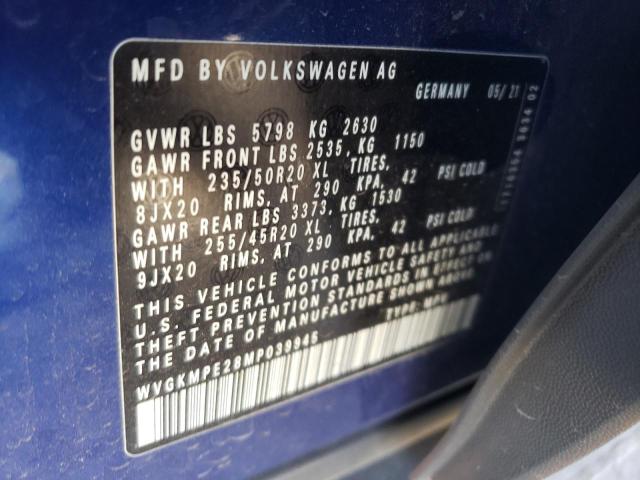 MFD BY VOLKSWAGEN AG
GERMANY 05/21
GVWR LBS 5798 KG 2630
GAWR FRONT LBS 2535, KG 1150
WITH 235/50R20 XL TIRES,
8JX20 RIMS, AT 290 KPA, 42 PSI COLD
GAWR REAR LBS 3373, KG 1530
WITH 255/45R20 XL TIRES,
9JX20 RIMS, AT 290 KPA, 42 PSI COLD
THIS VEHICLE CONFORMS TO ALL APPLICABLE
U.S. FEDERAL MOTOR VEHICLE SAFETY AND
THEFT PREVENTION STANDARDS IN EFFECT ON
THE DATE OF MANUFACTURE SHOWN ABOVE.
TYPE: MPV
WVGKMPE28MP039945